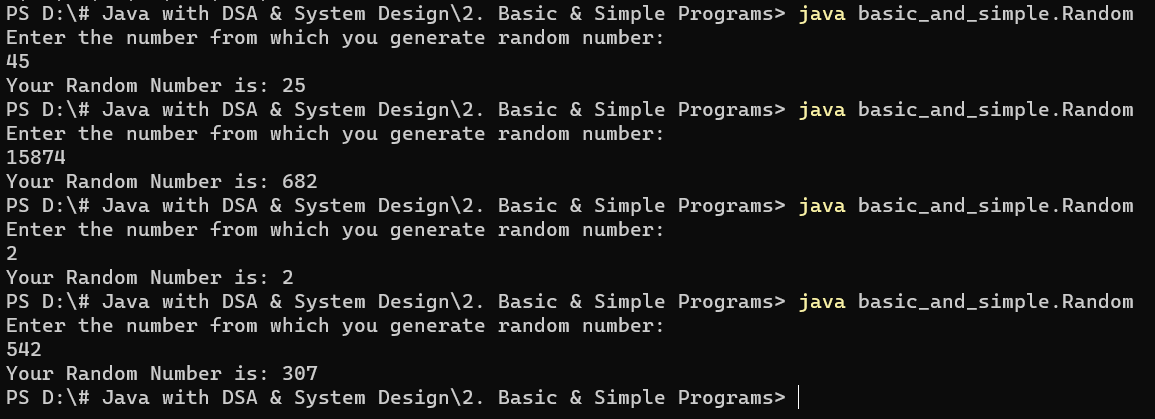 PS D:\# Java with DSA & System Design\2. Basic & Simple Programs> java basic_and_simple.Random
Enter the number from which you generate random number:
45
Your Random Number is: 25
PS D:\# Java with DSA & System Design\2. Basic & Simple Programs> java basic_and_simple.Random
Enter the number from which you generate random number:
15874
Your Random Number is: 682
PS D:\# Java with DSA & System Design\2. Basic & Simple Programs> java basic_and_simple.Random
Enter the number from which you generate random number:
2
Your Random Number is: 2
PS D:\# Java with DSA & System Design\2. Basic & Simple Programs> java basic_and_simple.Random
Enter the number from which you generate random number:
542
Your Random Number is: 307
PS D:\# Java with DSA & System Design\2. Basic & Simple Programs>